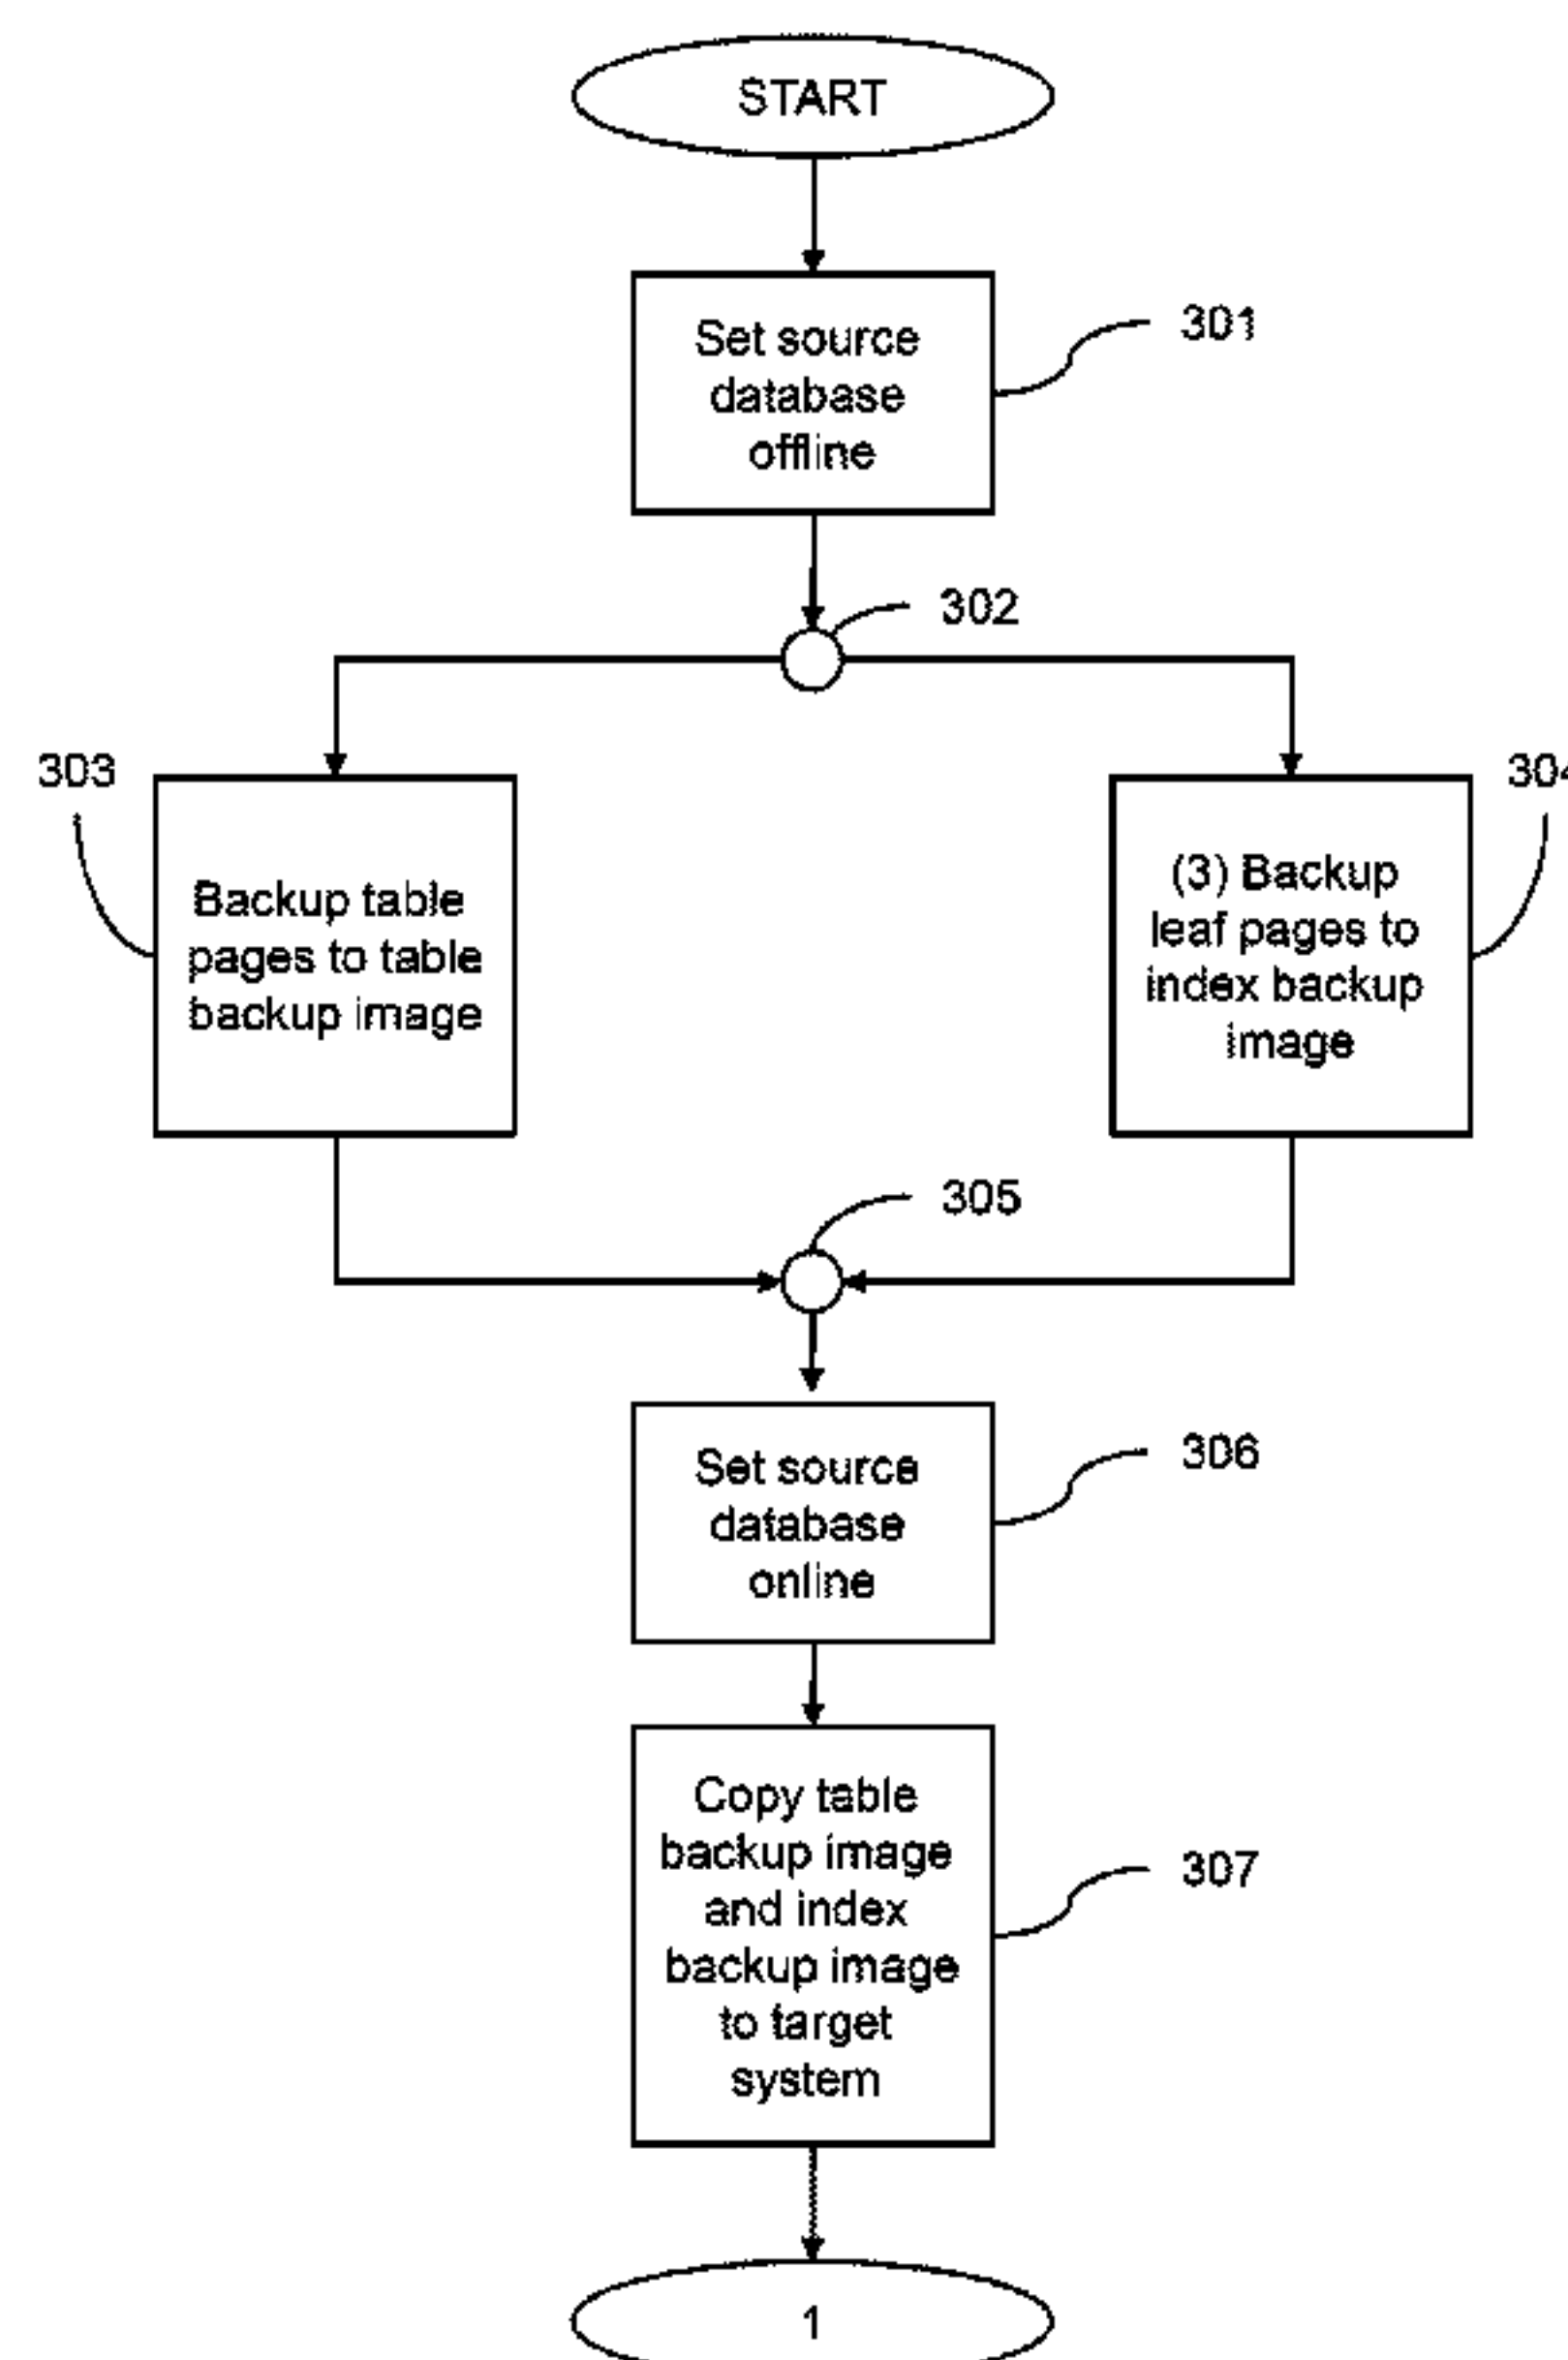 START
Set source
database
offline
301
302
303
Backup table
pages to table
backup image
(3) Backup
leaf pages to
index backup
image
305
Set source
database
online
306
Copy table
backup image
and index
backup image
to target
system
307
1